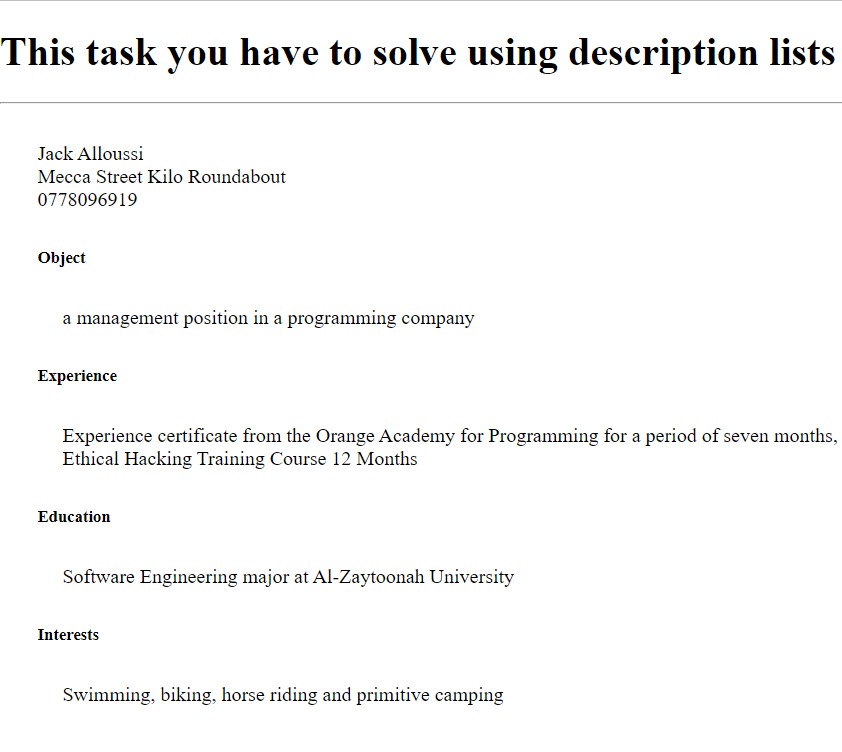 This task you have to solve using description lists
Jack Alloussi
Mecca Street Kilo Roundabout
0778096919
Object
a management position in a programming company
Experience
Experience certificate from the Orange Academy for Programming for a period of seven months,
Ethical Hacking Training Course 12 Months
Education
Software Engineering major at Al-Zaytoonah University
Interests
Swimming, biking, horse riding and primitive camping